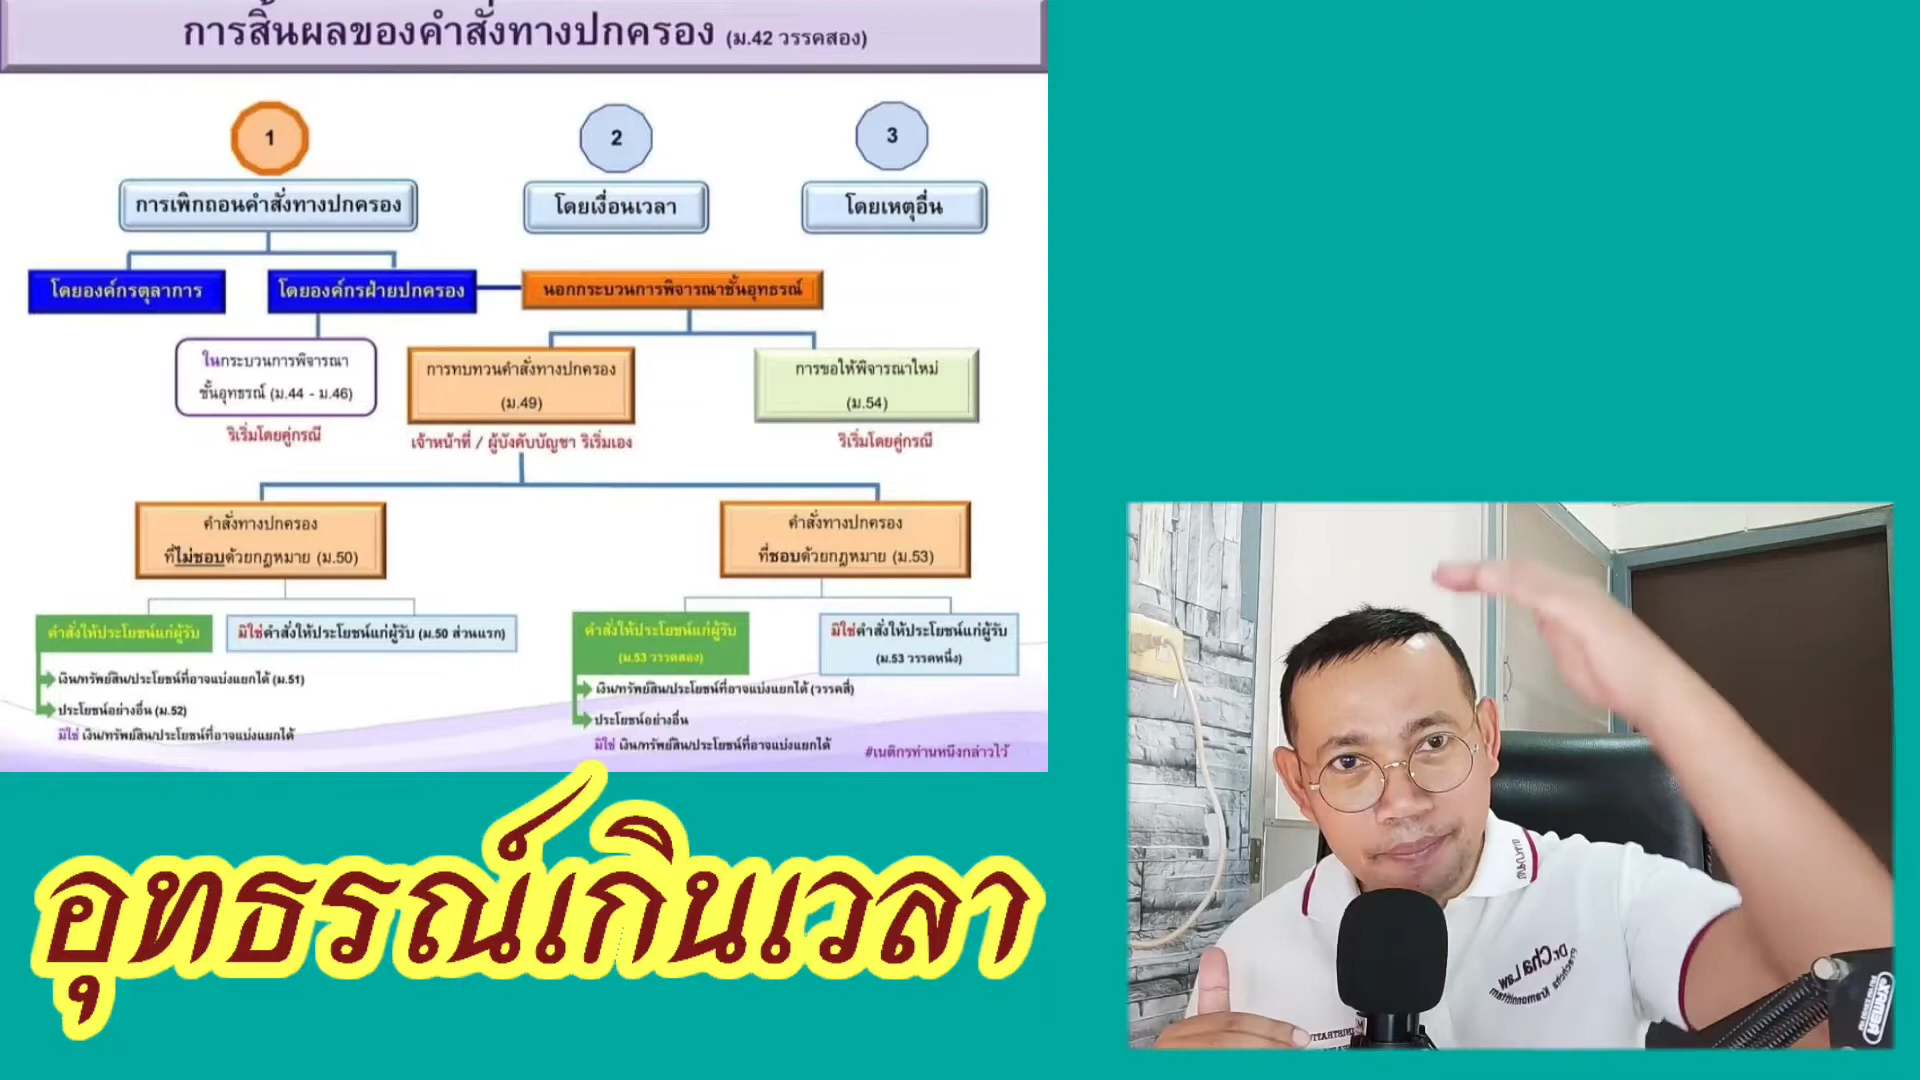 การสิ้นผลของคำสั่งทางปกครอง (ม.42 วรรคสอง)
1
2
3
การเพิกถอนคำสั่งทางปกครอง
โดยเงื่อนเวลา
โดยเหตุอื่น
โดยองค์กรตุลาการ
โดยองค์กรฝ่ายปกครอง
นอกกระบวนการพิจารณาชั้นอุทธรณ์
ในกระบวนการพิจารณา
ชั้นอุทธรณ์ (ม.44 - ม.46)
ริเริ่มโดยคู่กรณี
การทบทวนคำสั่งทางปกครอง
(ม.49)
เจ้าหน้าที่ / ผู้บังคับบัญชา ริเริ่มเอง
การขอให้พิจารณาใหม่
(ม.54)
ริเริ่มโดยคู่กรณี
คำสั่งทางปกครอง
ที่ไม่ชอบด้วยกฎหมาย (ม.50)
คำสั่งทางปกครอง
ที่ชอบด้วยกฎหมาย (ม.53)
คำสั่งให้ประโยชน์แก่ผู้รับ
มิใช่คำสั่งให้ประโยชน์แก่ผู้รับ (ม.50 ส่วนแรก)
เงิน/ทรัพย์สิน/ประโยชน์ที่อาจแบ่งแยกได้ (ม.51)
ประโยชน์อย่างอื่น (ม.52)
มิใช่ เงิน/ทรัพย์สิน/ประโยชน์ที่อาจแบ่งแยกได้
คำสั่งให้ประโยชน์แก่ผู้รับ
(ม.53 วรรคสอง)
มิใช่คำสั่งให้ประโยชน์แก่ผู้รับ
(ม.53 วรรคหนึ่ง)
เงิน/ทรัพย์สิน/ประโยชน์ที่อาจแบ่งแยกได้ (วรรคสี่)
ประโยชน์อย่างอื่น
มิใช่ เงิน/ทรัพย์สิน/ประโยชน์ที่อาจแบ่งแยกได้
#เนติกรท่านหนึ่งกล่าวไว้
อุทธรณ์เกินเวลา
Dr.Cha Law